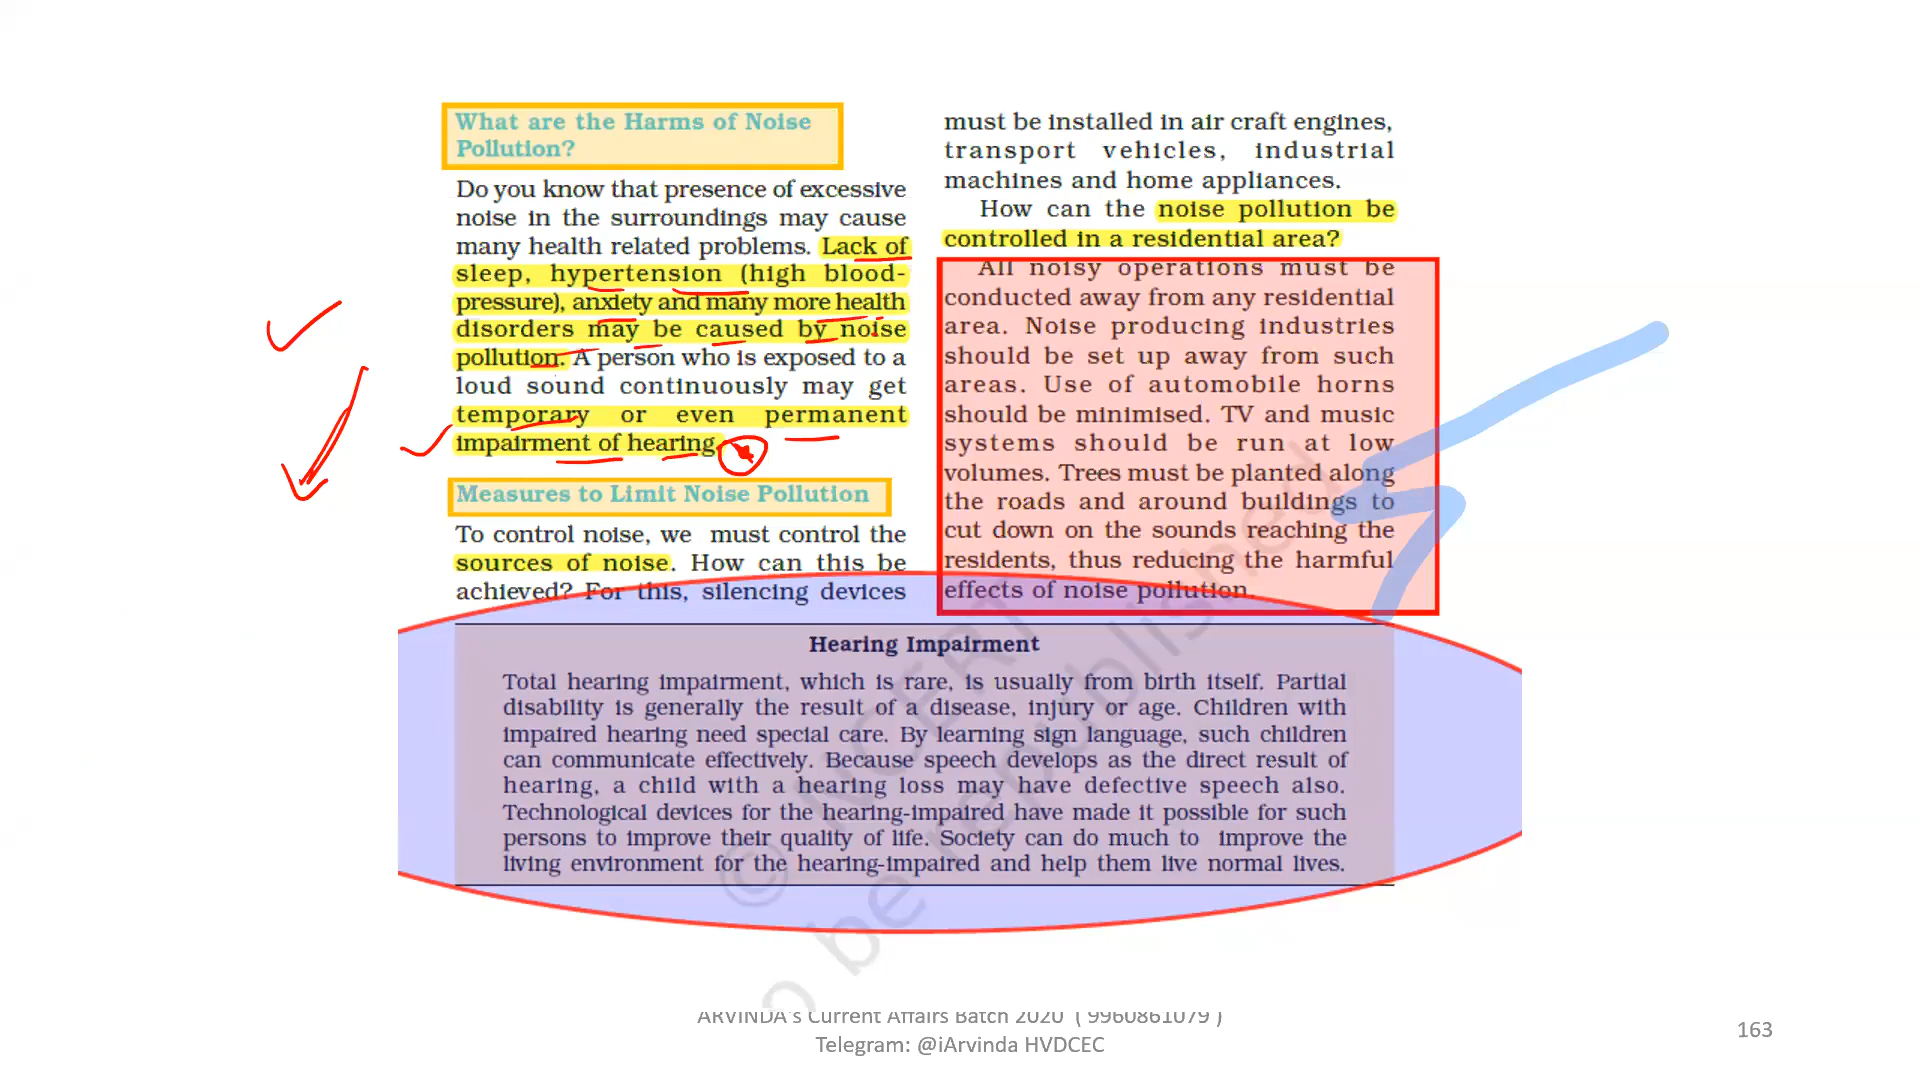 What are the Harms of Noise
Pollution?
Do you know that presence of excessive
noise in the surroundings may cause
many health related problems. Lack of
sleep, hypertension (high blood-
pressure), anxiety and many more health
disorders may be caused by noise
pollution. A person who is exposed to a
loud sound continuously may get
temporary or even permanent
impairment of hearing
Measures to Limit Noise Pollution
To control noise, we must control the
sources of noise. How can this be
achieved? For this, silencing devices
must be installed in air craft engines,
transport vehicles, industrial
machines and home appliances.
How can the noise pollution be
controlled in a residential area?
All noisy operations must be
conducted away from any residential
area. Noise producing industries
should be set up away from such
areas. Use of automobile horns
should be minimised. TV and music
systems should be run at low
volumes. Trees must be planted along
the roads and around buildings to
cut down on the sounds reaching the
residents, thus reducing the harmful
effects of noise pollution.
Hearing Impairment
Total hearing impairment, which is rare, is usually from birth itself. Partial
disability is generally the result of a disease, injury or age. Children with
impaired hearing need special care. By learning sign language, such children
can communicate effectively. Because speech develops as the direct result of
hearing, a child with a hearing loss may have defective speech also.
Technological devices for the hearing-impaired have made it possible for such
persons to improve their quality of life. Society can do much to improve the
living environment for the hearing-impaired and help them live normal lives.
© NCERT
o be republished
ARVINDA's Current Affairs Batch 2020 ( 9960861079 )
Telegram: @iArvinda HVDCEC
163